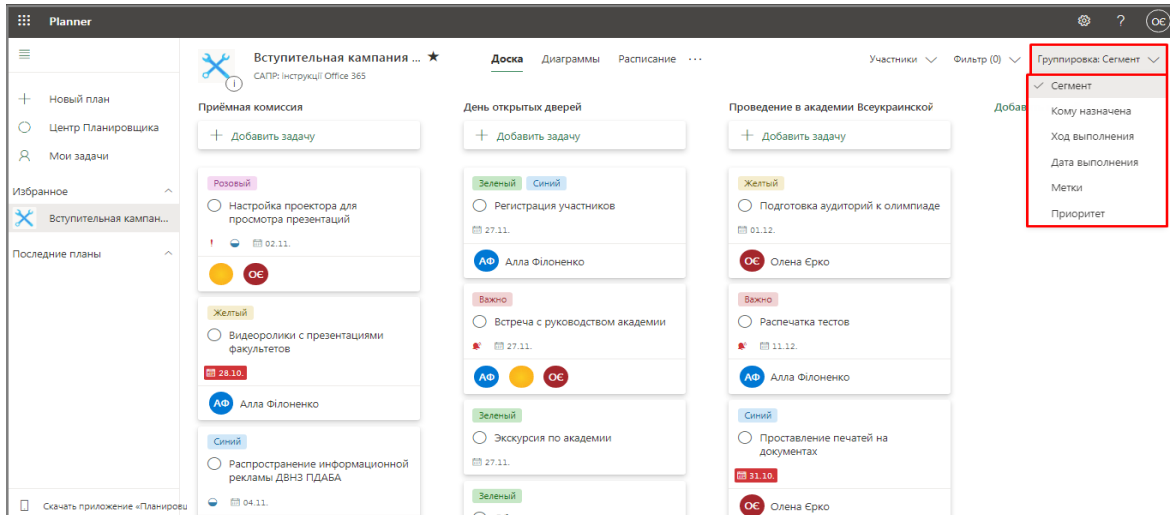 Planner
?
ОЄ
Вступительная кампания ... ★
САПР: Інструкції Office 365
Доска
Диаграммы
Расписание
...
Участники
Фильтр (0)
Группировка: Сегмент
Сегмент
Кому назначена
Ход выполнения
Дата выполнения
Метки
Приоритет
Новый план
Центр Планировщика
Мои задачи
Избранное
Вступительная кампан...
Последние планы
Скачать приложение «Планировщ
Приёмная комиссия
Добавить задачу
Розовый
Настройка проектора для
просмотра презентаций
02.11.
ОЄ
Желтый
Видеоролики с презентациями
факультетов
28.10.
АФ
Алла Філоненко
Синий
Распространение информационной
рекламы ДВНЗ ПДАБА
04.11.
День открытых дверей
Добавить задачу
Зеленый
Синий
Регистрация участников
27.11.
АФ
Алла Філоненко
Важно
Встреча с руководством академии
27.11.
АФ
ОЄ
Зеленый
Экскурсия по академии
27.11.
Зеленый
Проведение в академии Всеукраинской
Добавить задачу
Желтый
Подготовка аудиторий к олимпиаде
01.12.
ОЄ
Олена Єрко
Важно
Распечатка тестов
11.12.
АФ
Алла Філоненко
Синий
Проставление печатей на
документах
31.10.
ОЄ
Олена Єрко
Добав